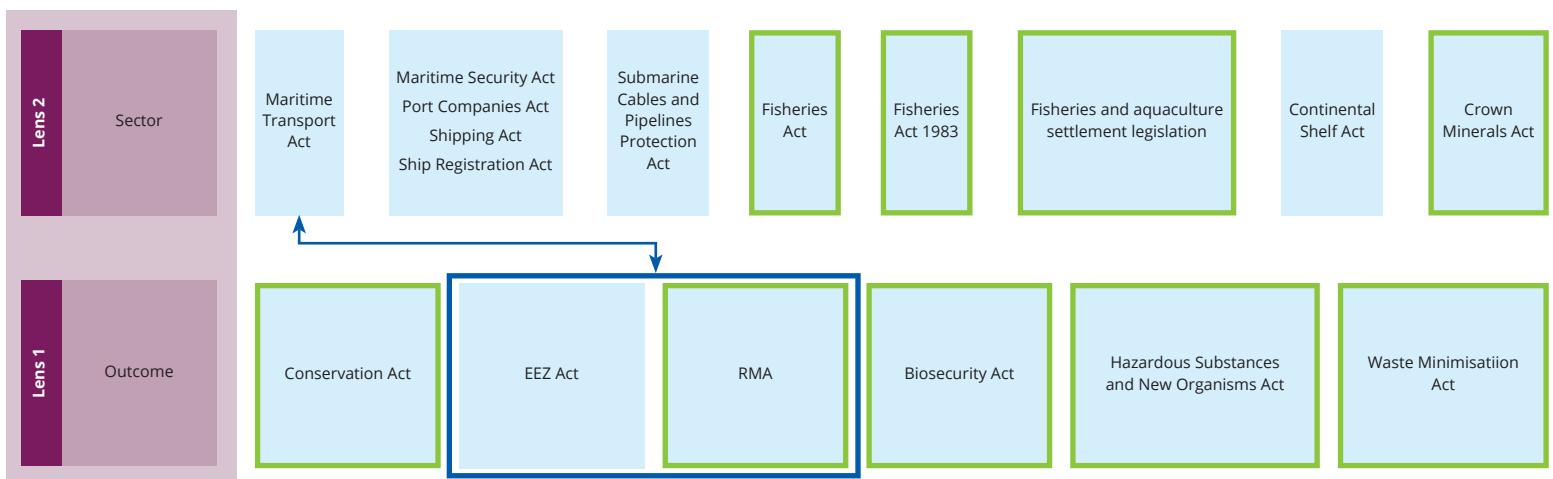 Lens 2
Sector
Maritime
Transport
Act
Maritime Security Act
Port Companies Act
Shipping Act
Ship Registration Act
Submarine
Cables and
Pipelines
Protection
Act
Fisheries
Act
Fisheries
Act 1983
Fisheries and aquaculture
settlement legislation
Continental
Shelf Act
Crown
Minerals Act
Lens 1
Outcome
Conservation Act
EEZ Act
RMA
Biosecurity Act
Hazardous Substances
and New Organisms Act
Waste Minimisatiion
Act